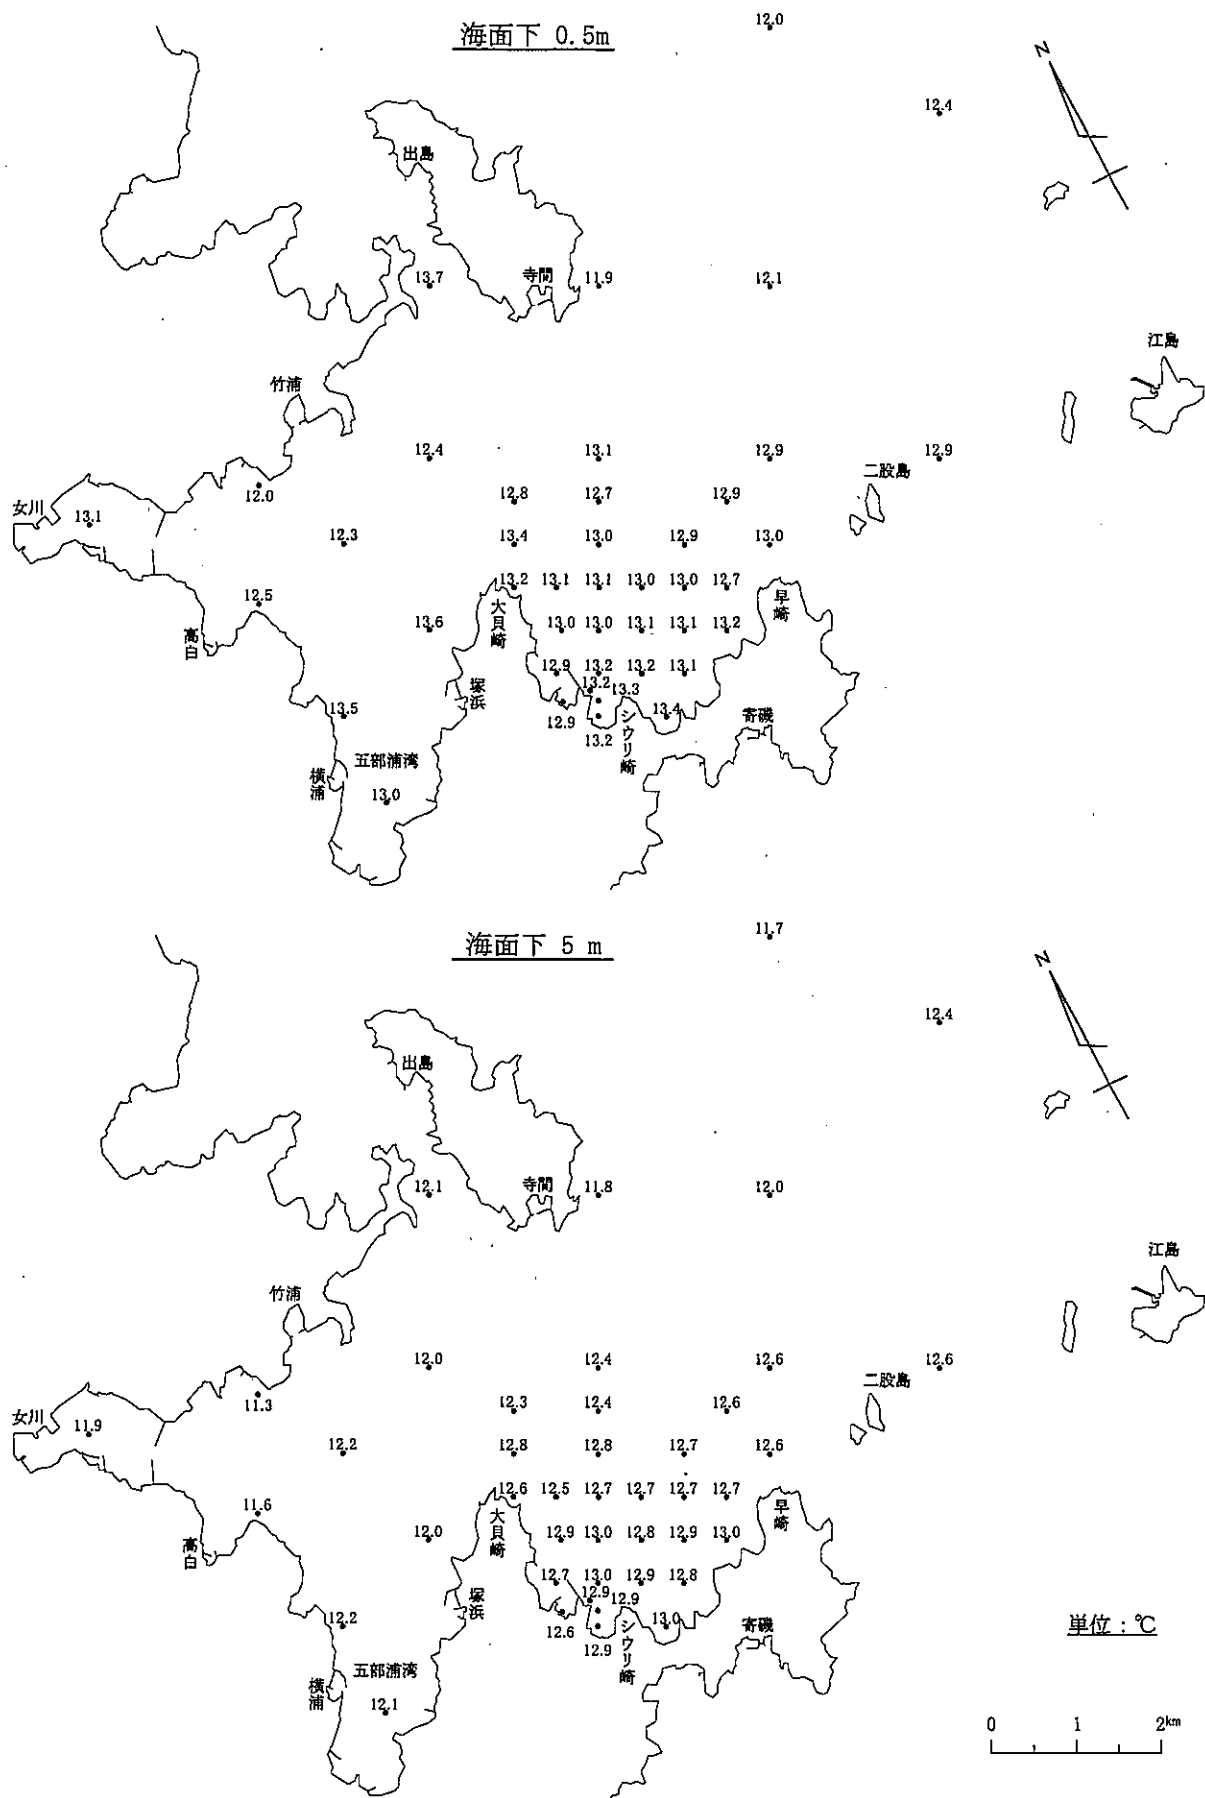 海面下 0.5m
12.0
N
12.4
出島
13.7
寺間
11.9
12.1
江島
竹浦
12.4
13.1
12.9
12.9
二股島
女川
13.1
12.0
12.8
12.7
12.9
12.3
13.4
13.0
12.9
13.0
13.2
13.1
13.1
13.0
13.0
12.7
12.5
大貝崎
早崎
高白
13.6
13.0
13.0
13.1
13.1
13.2
12.9
13.2
13.2
13.1
塚浜
13.2
13.3
13.5
12.9
13.2
シウリ崎
13.4
寄磯
五部浦湾
横浦
13.0
海面下 5 m
11.7
N
12.4
出島
12.1
寺間
11.8
12.0
江島
竹浦
12.0
12.4
12.6
12.6
二股島
女川
11.9
11.3
12.3
12.4
12.6
12.2
12.8
12.8
12.7
12.6
12.6
12.5
12.7
12.7
12.7
12.7
11.6
大貝崎
早崎
高白
12.0
12.9
13.0
12.8
12.9
13.0
12.7
13.0
12.9
12.8
塚浜
12.9
12.9
12.2
12.6
12.9
シウリ崎
13.0
寄磯
単位：℃
五部浦湾
横浦
12.1
0 1 2km